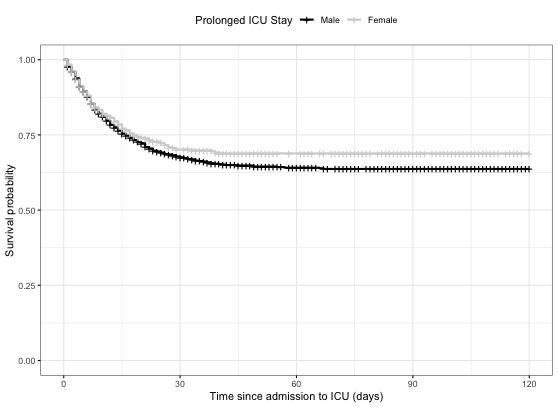 Prolonged ICU Stay Male Female
1.00
0.75
0.50
0.25
0.00
Survival probability
0 30 60 90 120
Time since admission to ICU (days)